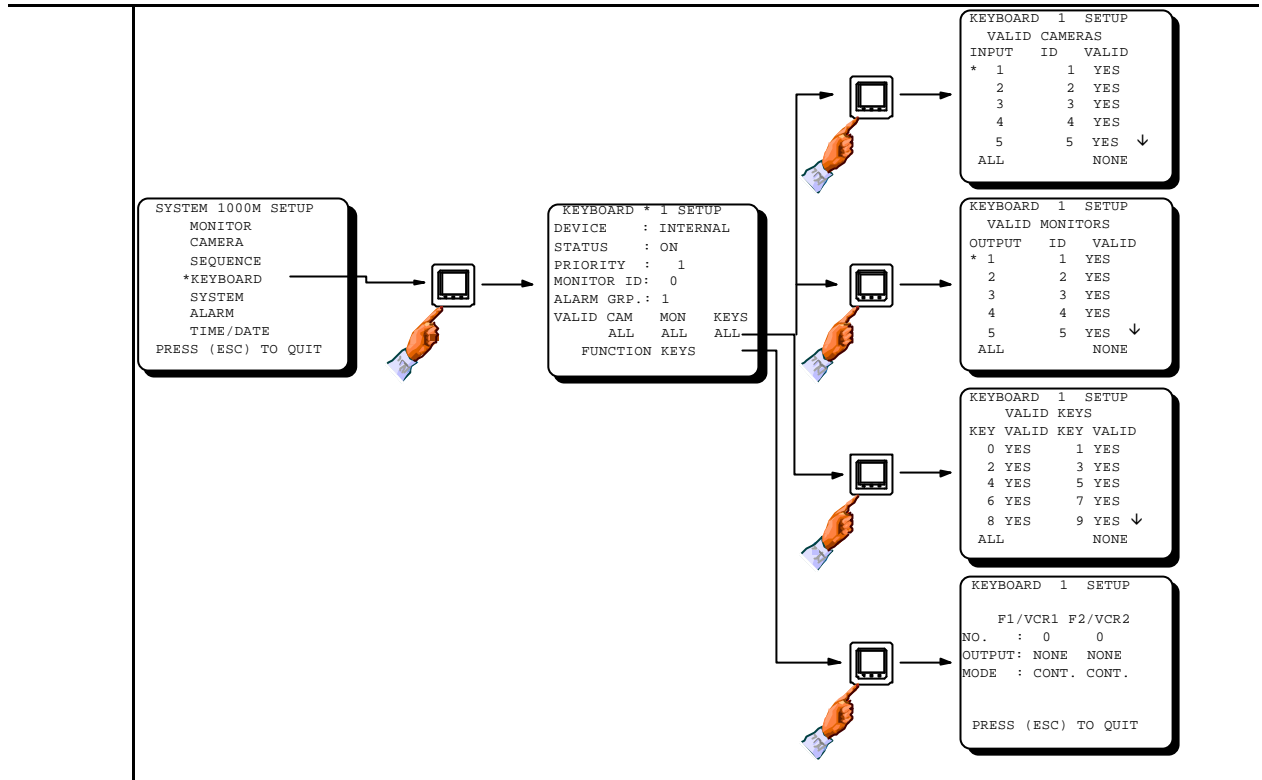 SYSTEM 1000M SETUP
MONITOR
CAMERA
SEQUENCE
*KEYBOARD
SYSTEM
ALARM
TIME/DATE
PRESS (ESC) TO QUIT
KEYBOARD * 1 SETUP
DEVICE : INTERNAL
STATUS : ON
PRIORITY : 1
MONITOR ID: 0
ALARM GRP.: 1
VALID CAM MON KEYS
ALL ALL ALL
FUNCTION KEYS
KEYBOARD 1 SETUP
VALID CAMERAS
INPUT ID VALID
* 1 1 YES
2 2 YES
3 3 YES
4 4 YES
5 5 YES ↓
ALL NONE
KEYBOARD 1 SETUP
VALID MONITORS
OUTPUT ID VALID
* 1 1 YES
2 2 YES
3 3 YES
4 4 YES
5 5 YES ↓
ALL NONE
KEYBOARD 1 SETUP
VALID KEYS
KEY VALID KEY VALID
0 YES 1 YES
2 YES 3 YES
4 YES 5 YES
6 YES 7 YES
8 YES 9 YES ↓
ALL NONE
KEYBOARD 1 SETUP
F1/VCR1 F2/VCR2
NO. : 0 0
OUTPUT: NONE NONE
MODE : CONT. CONT.
PRESS (ESC) TO QUIT